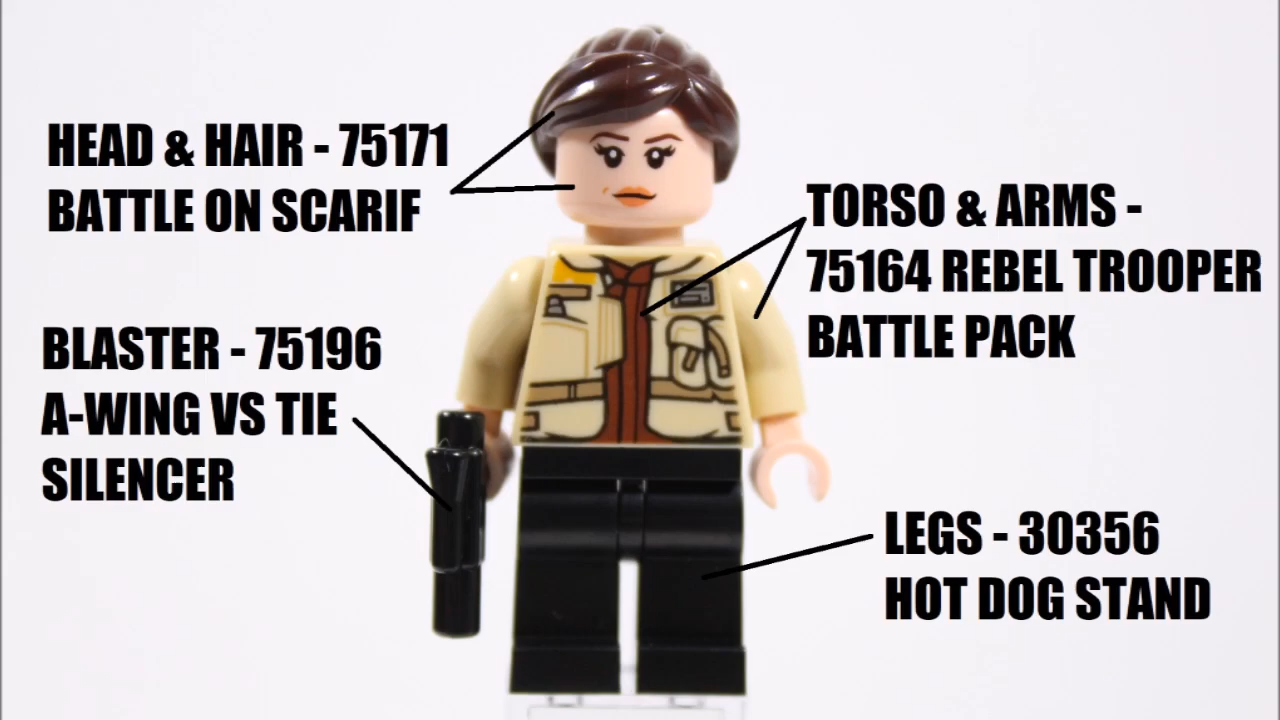 HEAD & HAIR - 75171
BATTLE ON SCARIF
TORSO & ARMS -
75164 REBEL TROOPER
BATTLE PACK
BLASTER - 75196
A-WING VS TIE
SILENCER
LEGS - 30356
HOT DOG STAND